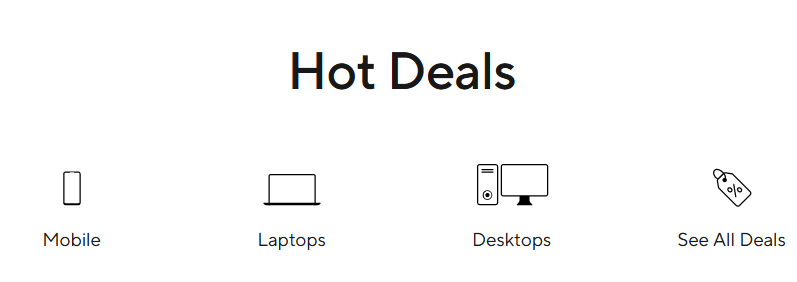 Hot Deals
Mobile
Laptops
Desktops
%
See All Deals